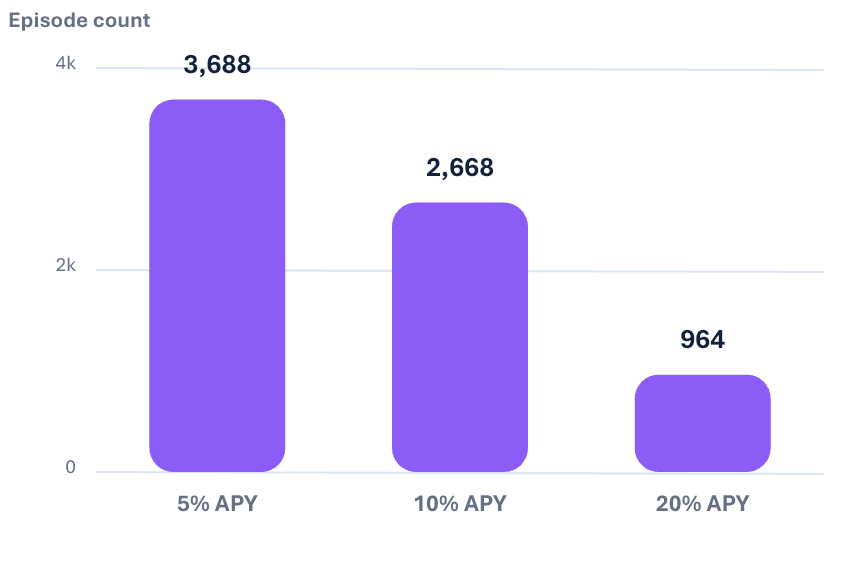 Episode count
4k
3,688
2,668
2k
964
0
5% APY
10% APY
20% APY